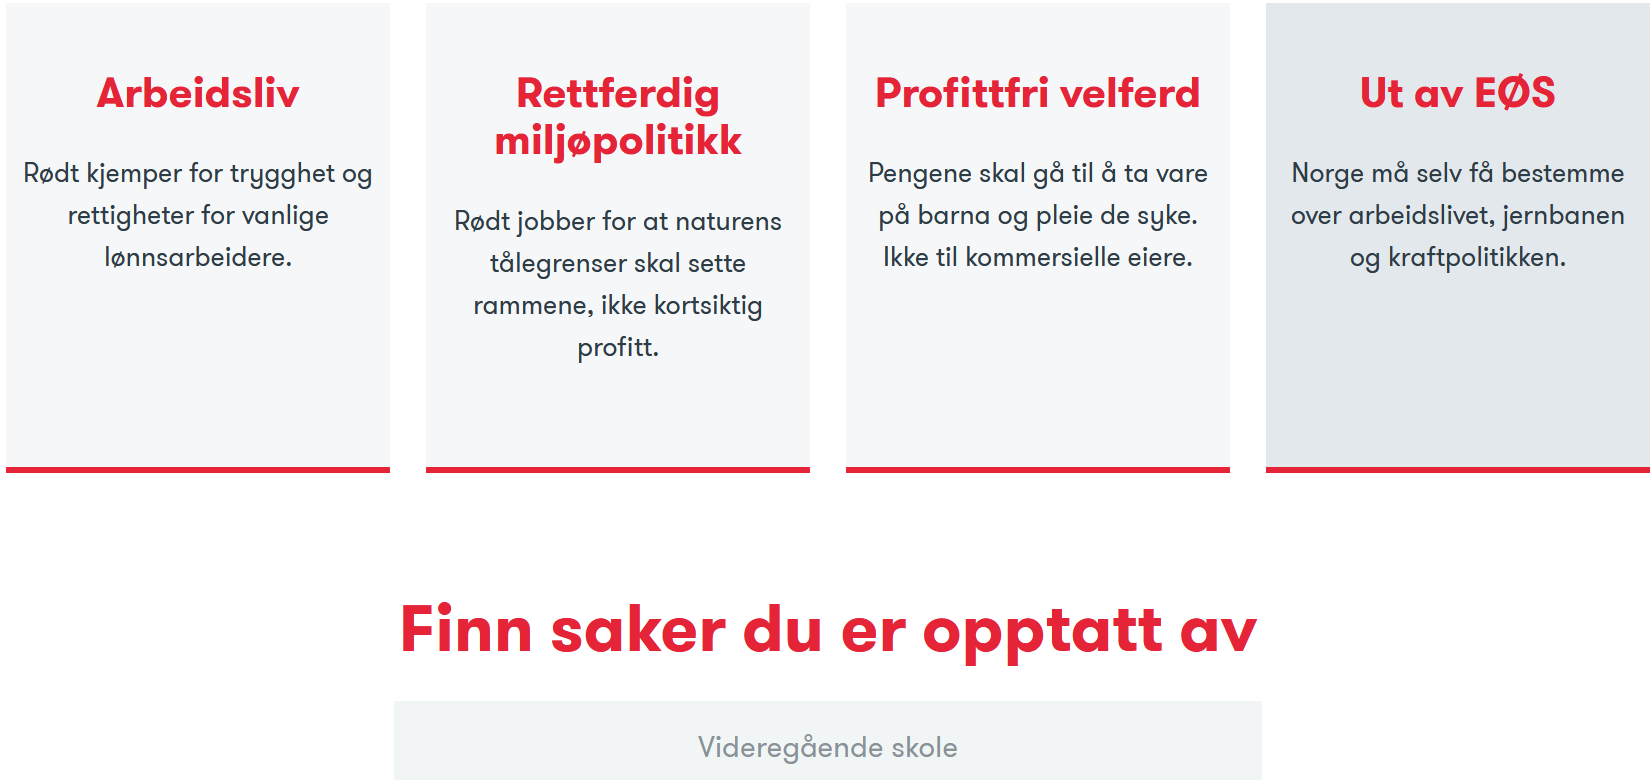 Arbeidsliv
Rødt kjemper for trygghet og
rettigheter for vanlige
lønnsarbeidere.
Rettferdig
miljøpolitikk
Rødt jobber for at naturens
tålegrenser skal sette
rammene, ikke kortsiktig
profitt.
Profittfri velferd
Pengene skal gå til å ta vare
på barna og pleie de syke.
Ikke til kommersielle eiere.
Ut av EØS
Norge må selv få bestemme
over arbeidslivet, jernbanen
og kraftpolitikken.
Finn saker du er opptatt av
Videregående skole